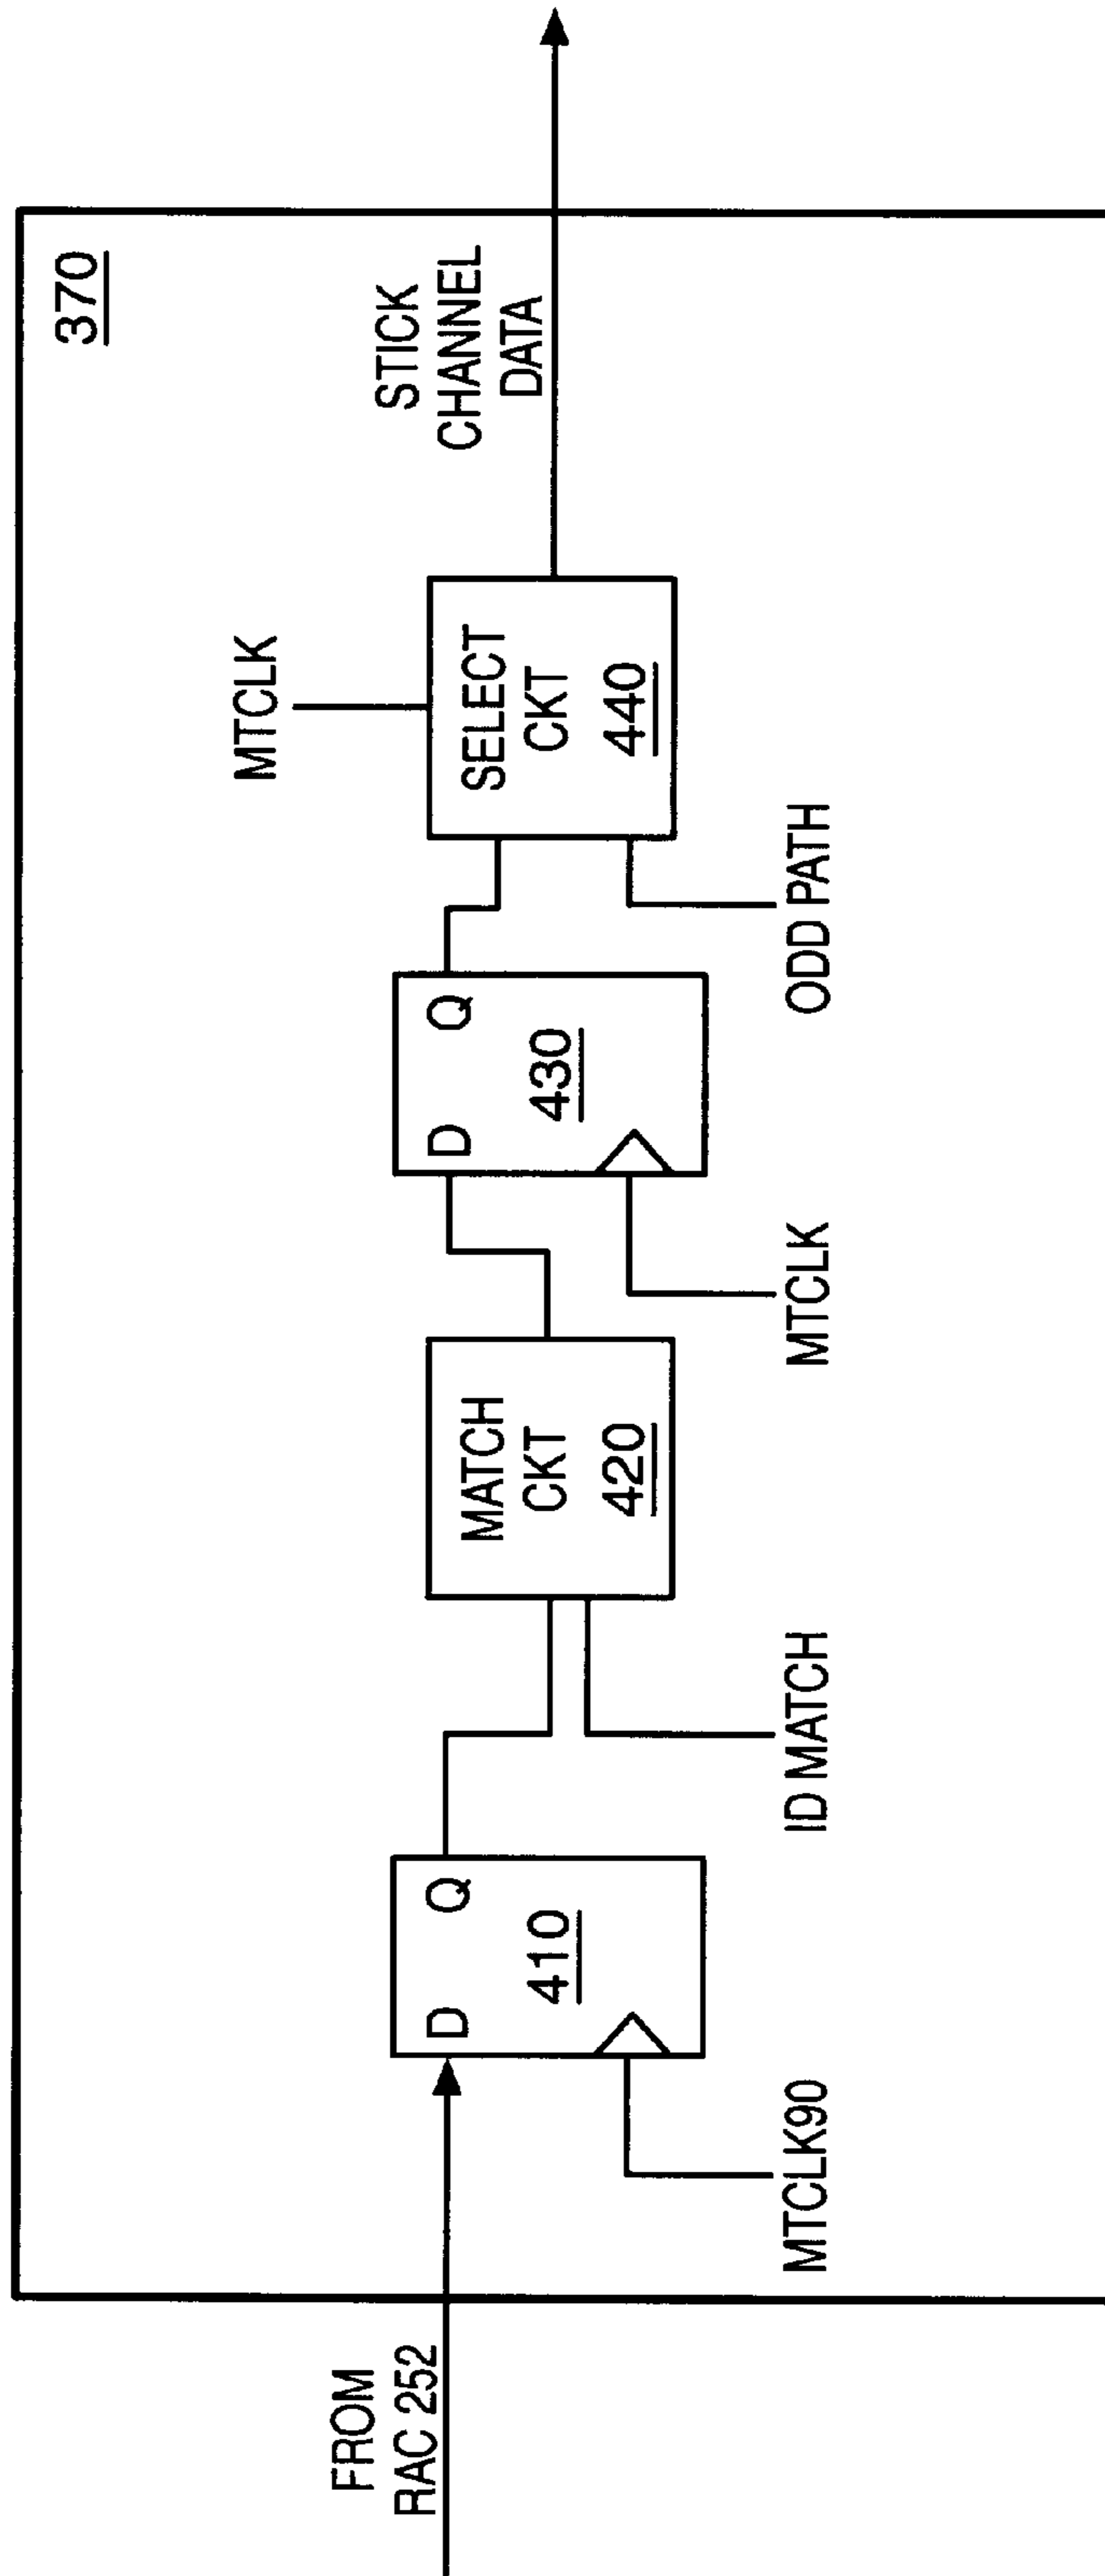 370
FROM
RAC 252
D Q
410
MTCLK90
ID MATCH
MATCH
CKT
420
D Q
430
MTCLK
MTCLK
SELECT
CKT
440
ODD PATH
STICK
CHANNEL
DATA